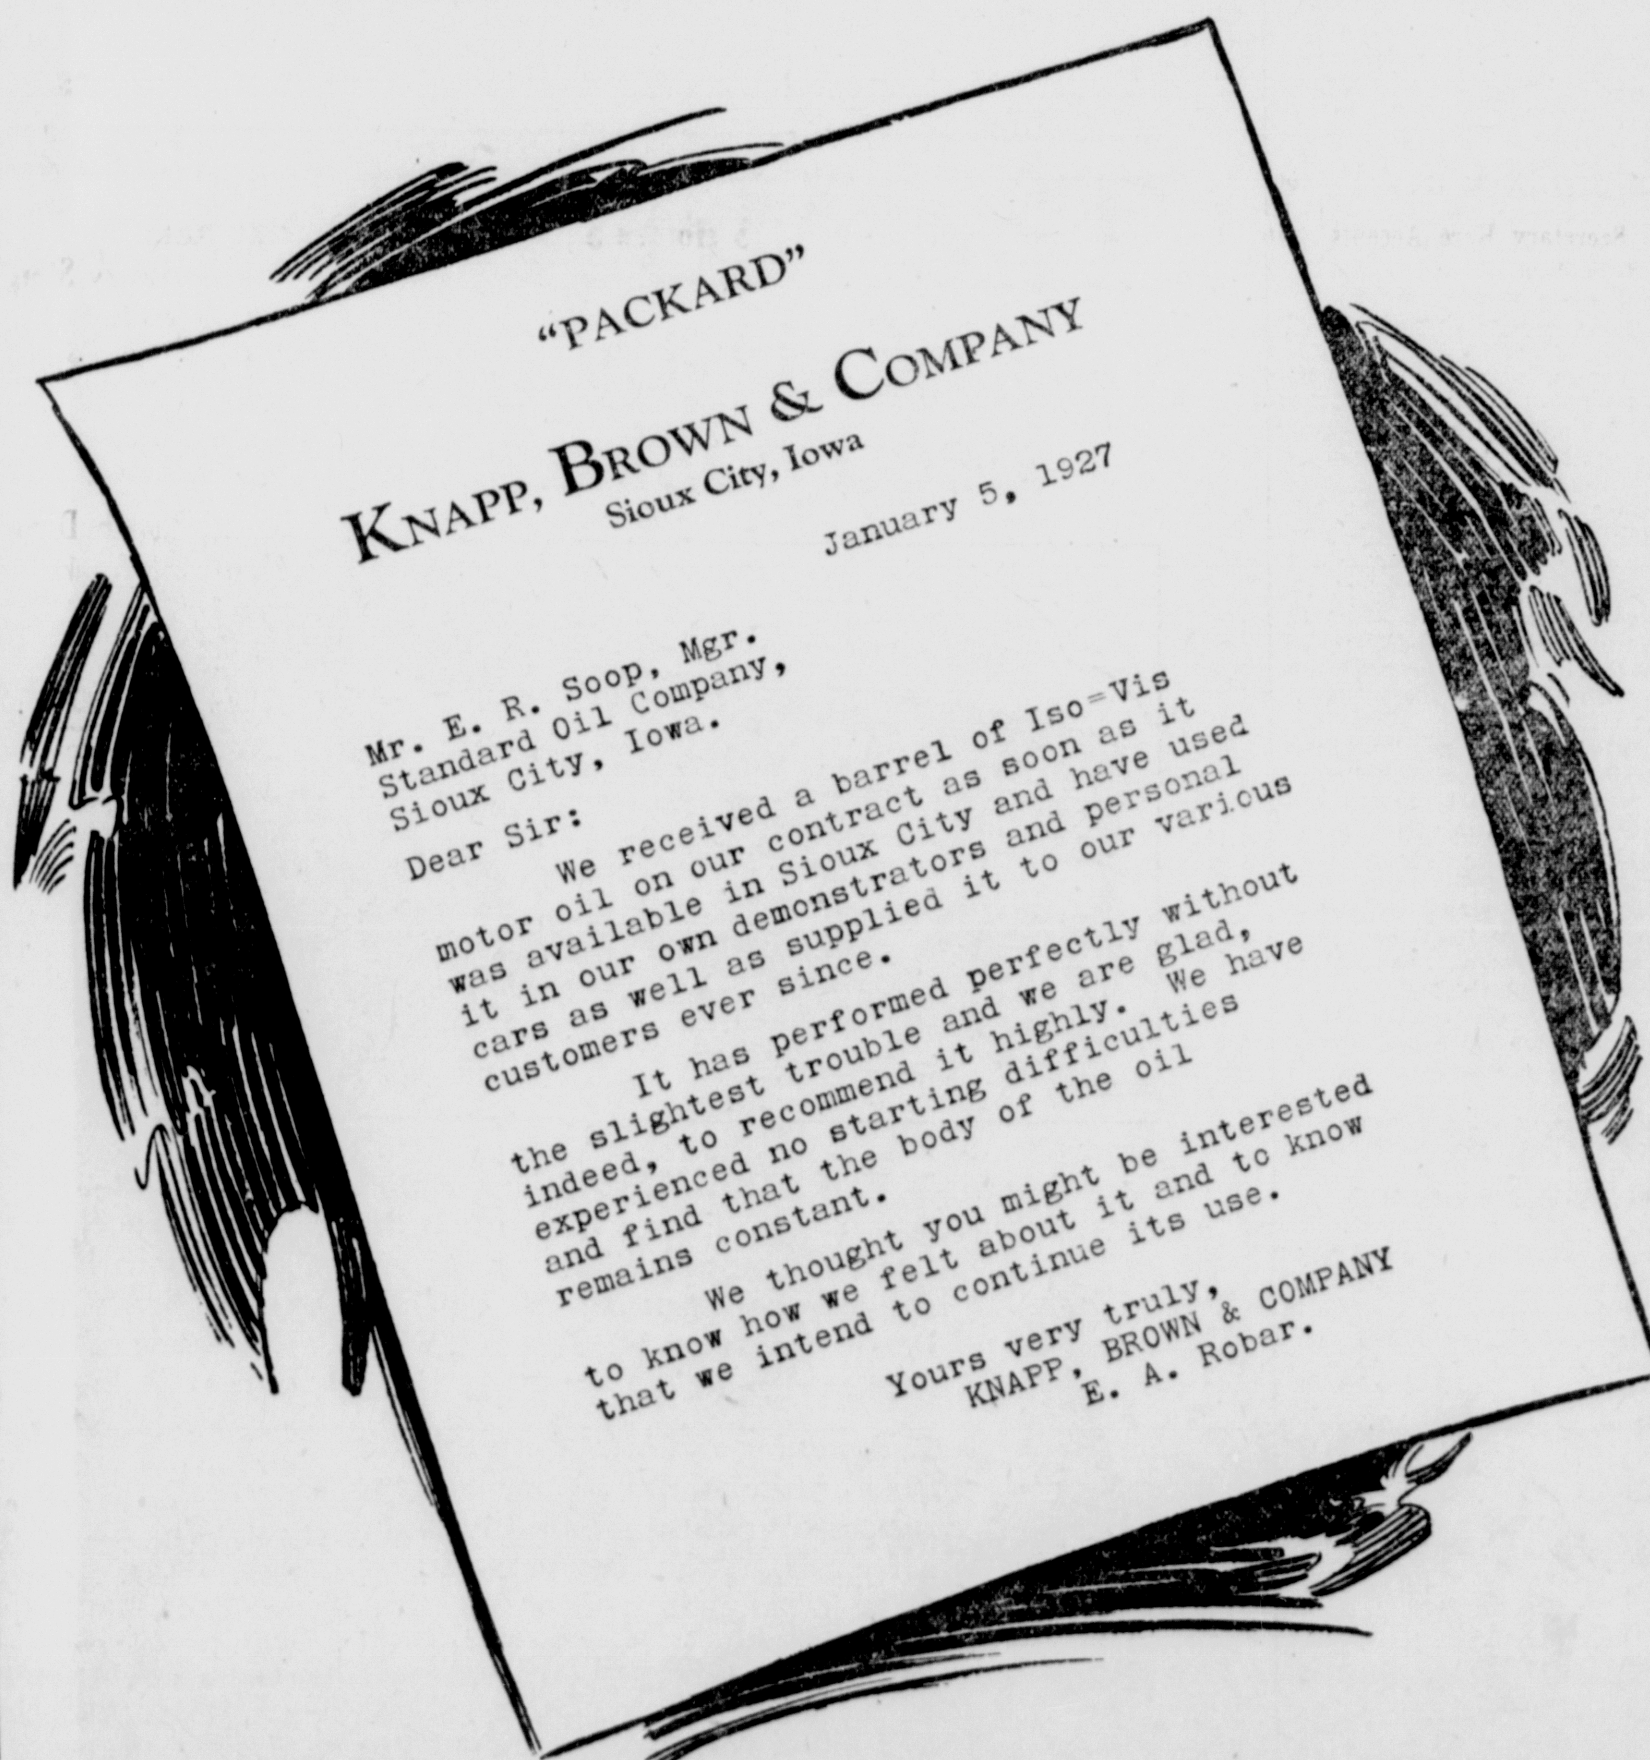 “PACKARD”
KNAPP, BROWN & COMPANY
Sioux City, Iowa
January 5, 1927
Mr. E. R. Soop, Mgr.
Standard Oil Company,
Sioux City, Iowa.
Dear Sir:
We received a barrel of Iso=Vis
motor oil on our contract as soon as it
was available in Sioux City and have used
it in our own demonstrators and personal
cars as well as supplied it to our various
customers ever since.
It has performed perfectly without
the slightest trouble and we are glad,
indeed, to recommend it highly. We have
experienced no starting difficulties
and find that the body of the oil
remains constant.
We thought you might be interested
to know how we felt about it and to know
that we intend to continue its use.
Yours very truly,
KNAPP, BROWN & COMPANY
E. A. Robar.